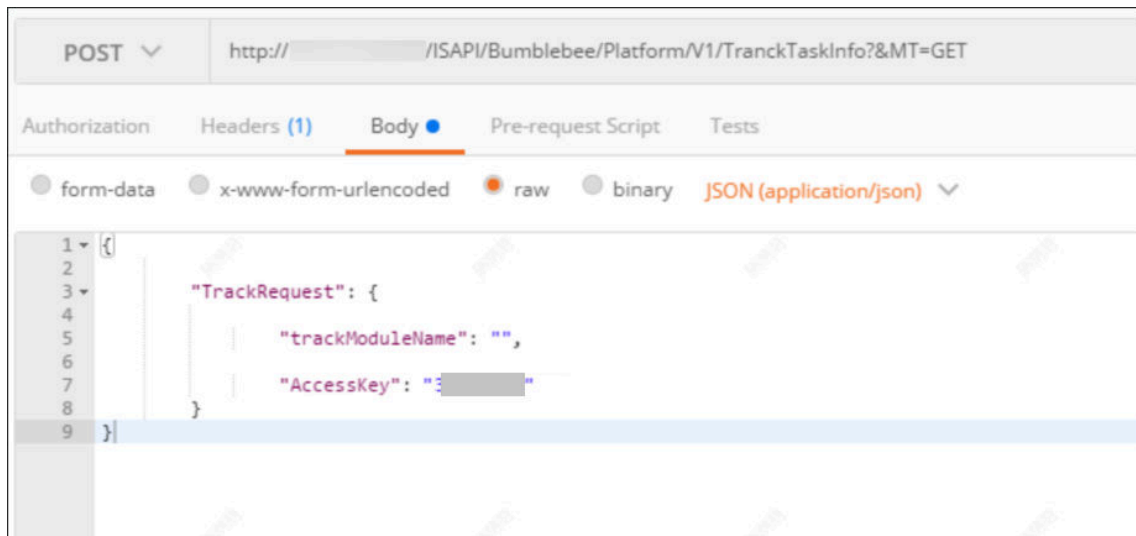 POST http:// /ISAPI/Bumblebee/Platform/V1/TranckTaskInfo?&MT=GET
Authorization Headers (1) Body Pre-request Script Tests
form-data x-www-form-urlencoded raw binary JSON (application/json)
1 {
2
3 "TrackRequest": {
4
5 "trackModuleName": "",
6
7 "AccessKey": "3 "
8 }
9 }